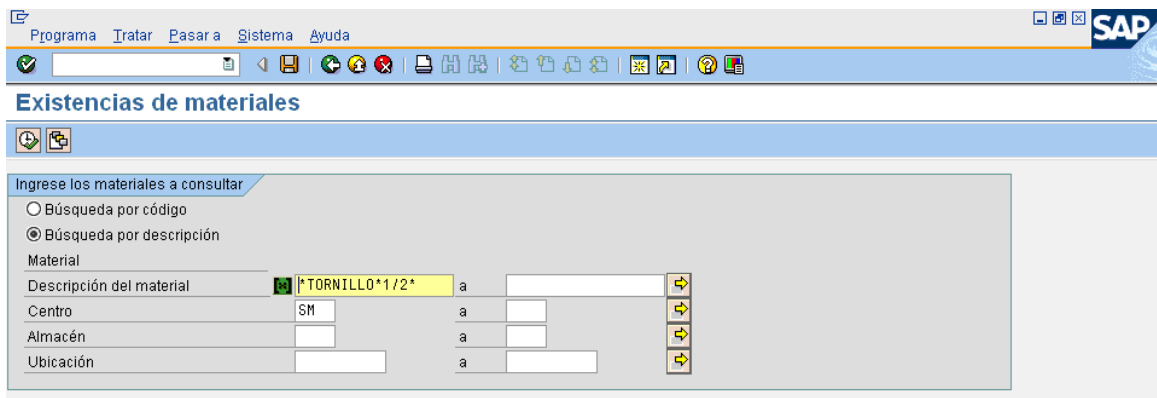 Programa Tratar Pasar a Sistema Ayuda
SAP
Existencias de materiales
Ingrese los materiales a consultar
Búsqueda por código
Búsqueda por descripción
Material
Descripción del material *TORNILLO*1/2* a
Centro SM a
Almacén a
Ubicación a